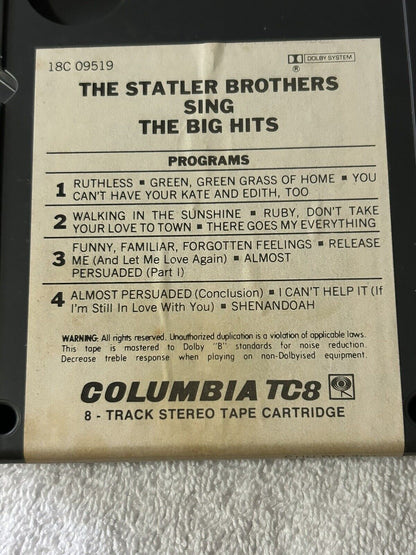 18C 09519
DOLBY SYSTEM
®
THE STATLER BROTHERS
SING
THE BIG HITS
PROGRAMS
1 RUTHLESS ▪ GREEN, GREEN GRASS OF HOME ▪ YOU
CAN'T HAVE YOUR KATE AND EDITH, TOO
2 WALKING IN THE SUNSHINE ▪ RUBY, DON'T TAKE
YOUR LOVE TO TOWN ▪ THERE GOES MY EVERYTHING
3 FUNNY, FAMILIAR, FORGOTTEN FEELINGS ▪ RELEASE
ME (And Let Me Love Again) ▪ ALMOST
PERSUADED (Part I)
4 ALMOST PERSUADED (Conclusion) ▪ I CAN'T HELP IT (If
I'm Still In Love With You) ▪ SHENANDOAH
WARNING: All rights reserved. Unauthorized duplication is a violation of applicable laws.
This tape is mastered to Dolby "B" standards for noise reduction.
Decrease treble response when playing on non-Dolbyised equipment.
COLUMBIA TC8
8 - TRACK STEREO TAPE CARTRIDGE